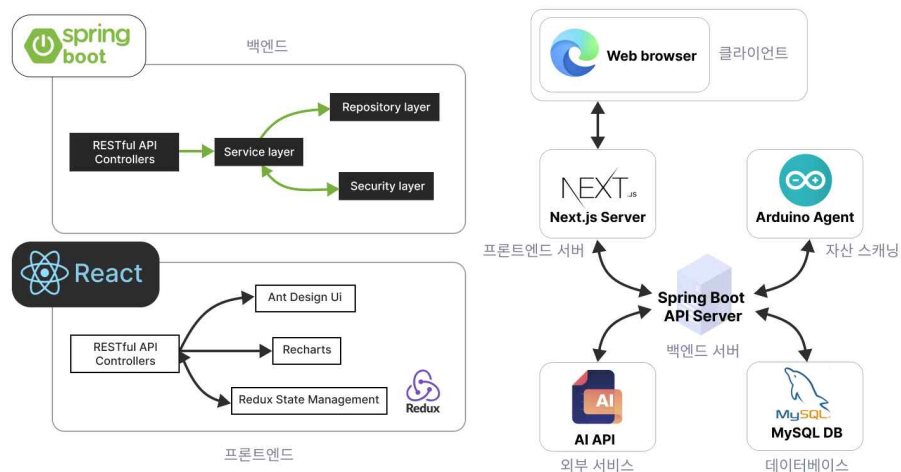 spring
boot
백엔드
RESTful API
Controllers
Service layer
Repository layer
Security layer
React
RESTful API
Controllers
Ant Design Ui
Recharts
Redux State Management
Redux
프론트엔드
Web browser
클라이언트
NEXT.JS
Next.js Server
프론트엔드 서버
Arduino Agent
자산 스캐닝
Spring Boot
API Server
백엔드 서버
AI
AI API
외부 서비스
MySQL
MySQL DB
데이터베이스